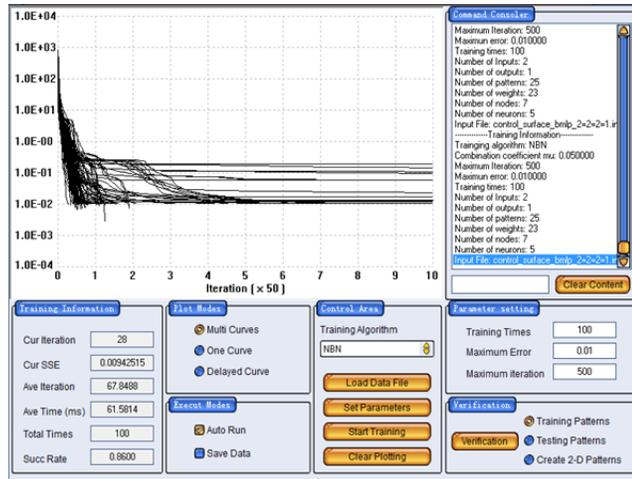 1.0E+04
1.0E+03
1.0E+02
1.0E+01
1.0E-00
1.0E-01
1.0E-02
1.0E-03
1.0E-04
0 1 2 3 4 5 6 7 8 9 10
Iteration ( x 50 )
Command Consoler
Maximum Iteration: 500
Maximun error: 0.010000
Training times: 100
Number of Inputs: 2
Number of outputs: 1
Number of patterns: 25
Number of weights: 23
Number of nodes: 7
Number of neurons: 5
Input File: control_surface_bmlp_2=2=2=1.in
--------------Training Information--------------
Trainging algorithm: NBN
Combination coefficient mu: 0.050000
Maximum Iteration: 500
Maximun error: 0.010000
Training times: 100
Number of Inputs: 2
Number of outputs: 1
Number of patterns: 25
Number of weights: 23
Number of nodes: 7
Number of neurons: 5
Input File: control_surface_bmlp_2=2=2=1.in
Clear Content
Training Information
Cur Iteration 28
Cur SSE 0.00942515
Ave Iteration 67.8488
Ave Time (ms) 61.5814
Total Times 100
Succ Rate 0.8600
Plot Modes
Multi Curves
One Curve
Delayed Curve
Execut Modes
Auto Run
Save Data
Control Area
Training Algorithm
NBN
Load Data File
Set Parameters
Start Training
Clear Plotting
Parameter setting
Training Times 100
Maximum Error 0.01
Maximum iteration 500
Verification
Verification
Training Patterns
Testing Patterns
Create 2-D Patterns